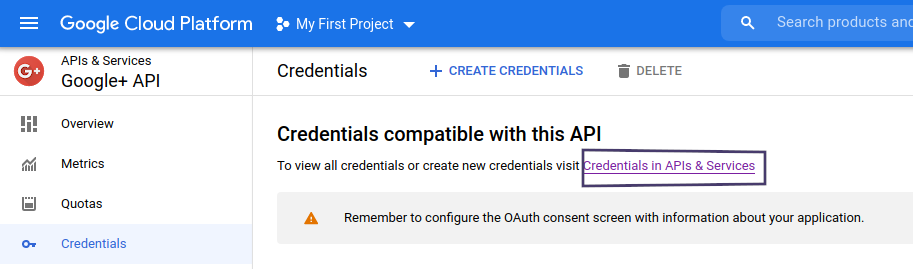 Google Cloud Platform
My First Project
Search products and
APIs & Services
Google+ API
Credentials
CREATE CREDENTIALS
DELETE
Overview
Metrics
Quotas
Credentials
Credentials compatible with this API
To view all credentials or create new credentials visit Credentials in APIs & Services
Remember to configure the OAuth consent screen with information about your application.